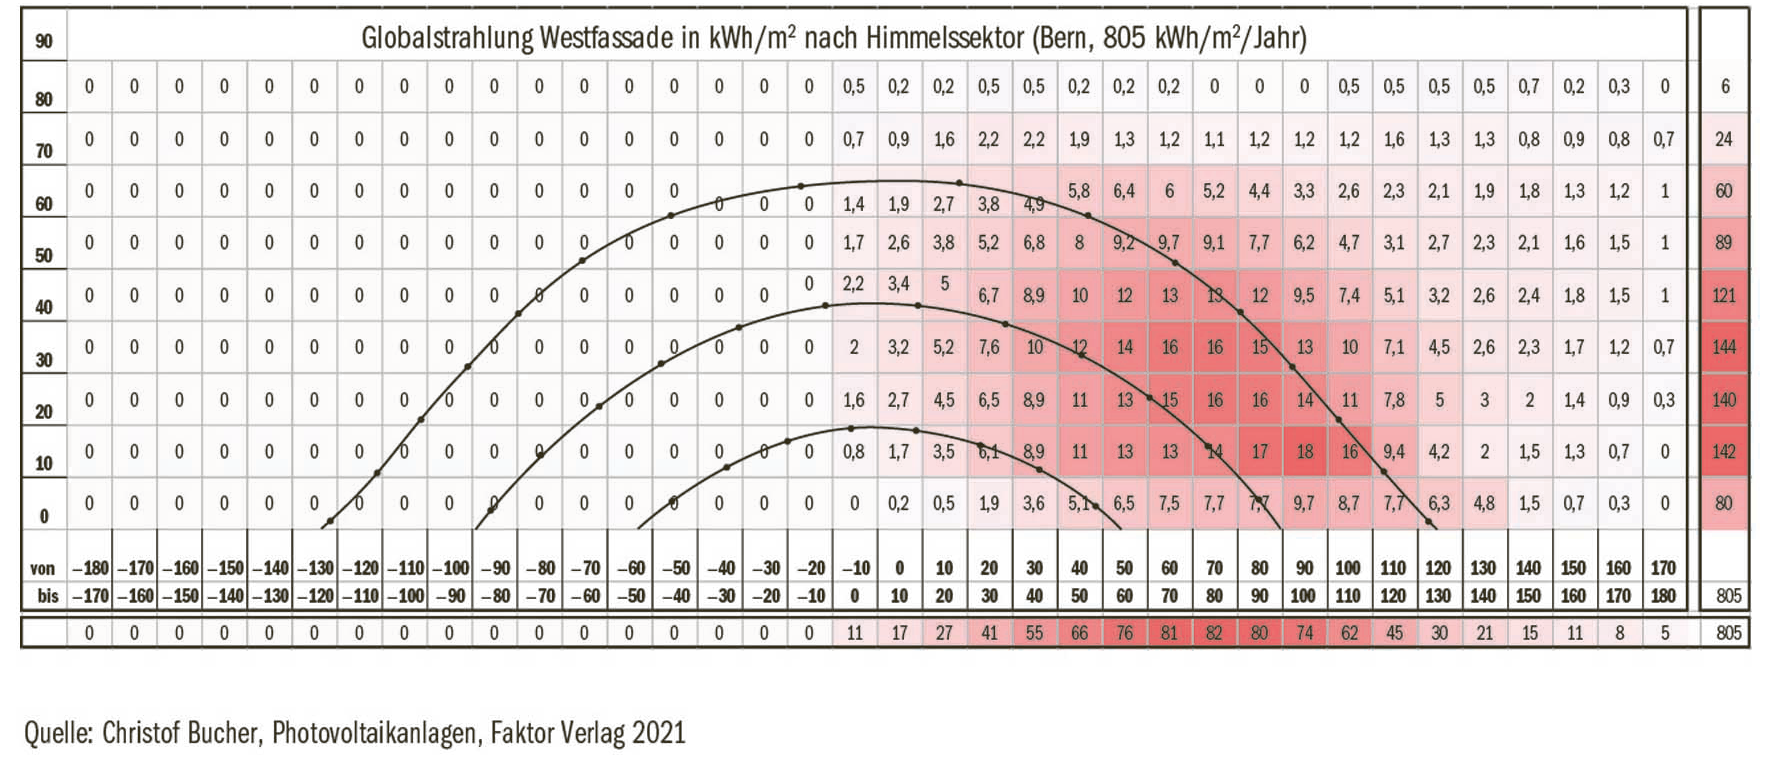 Globalstrahlung Westfassade in kWh/m² nach Himmelssektor (Bern, 805 kWh/m²/Jahr)
90
0 0 0 0 0 0 0 0 0 0 0 0 0 0 0 0 0 0,5 0,2 0,2 0,5 0,5 0,2 0,2 0,2 0 0 0 0,5 0,5 0,5 0,5 0,7 0,2 0,3 0 6
80
0 0 0 0 0 0 0 0 0 0 0 0 0 0 0 0 0 0,7 0,9 1,6 2,2 2,2 1,9 1,3 1,2 1,1 1,2 1,2 1,2 1,6 1,3 1,3 0,8 0,9 0,8 0,7 24
70
0 0 0 0 0 0 0 0 0 0 0 0 0 0 0 0 0 1,4 1,9 2,7 3,8 4,9 5,8 6,4 6 5,2 4,4 3,3 2,6 2,3 2,1 1,9 1,8 1,3 1,2 1 60
60
0 0 0 0 0 0 0 0 0 0 0 0 0 0 0 0 0 1,7 2,6 3,8 5,2 6,8 8 9,2 9,7 9,1 7,7 6,2 4,7 3,1 2,7 2,3 2,1 1,6 1,5 1 89
50
0 0 0 0 0 0 0 0 0 0 0 0 0 0 0 0 0 2,2 3,4 5 6,7 8,9 10 12 13 13 12 9,5 7,4 5,1 3,2 2,6 2,4 1,8 1,5 1 121
40
0 0 0 0 0 0 0 0 0 0 0 0 0 0 0 0 0 2 3,2 5,2 7,6 10 12 14 16 16 15 13 10 7,1 4,5 2,6 2,3 1,7 1,2 0,7 144
30
0 0 0 0 0 0 0 0 0 0 0 0 0 0 0 0 0 1,6 2,7 4,5 6,5 8,9 11 13 15 16 16 14 11 7,8 5 3 2 1,4 0,9 0,3 140
20
0 0 0 0 0 0 0 0 0 0 0 0 0 0 0 0 0 0,8 1,7 3,5 6,1 8,9 11 13 13 14 17 18 16 9,4 4,2 2 1,5 1,3 0,7 0 142
10
0 0 0 0 0 0 0 0 0 0 0 0 0 0 0 0 0 0 0,2 0,5 1,9 3,6 5,1 6,5 7,5 7,7 7,7 9,7 8,7 7,7 6,3 4,8 1,5 0,7 0,3 0 80
0
von –180 –170 –160 –150 –140 –130 –120 –110 –100 –90 –80 –70 –60 –50 –40 –30 –20 –10 0 10 20 30 40 50 60 70 80 90 100 110 120 130 140 150 160 170
bis –170 –160 –150 –140 –130 –120 –110 –100 –90 –80 –70 –60 –50 –40 –30 –20 –10 0 10 20 30 40 50 60 70 80 90 100 110 120 130 140 150 160 170 180 805
0 0 0 0 0 0 0 0 0 0 0 0 0 0 0 0 0 11 17 27 41 55 66 76 81 82 80 74 62 45 30 21 15 11 8 5 805
Quelle: Christof Bucher, Photovoltaikanlagen, Faktor Verlag 2021